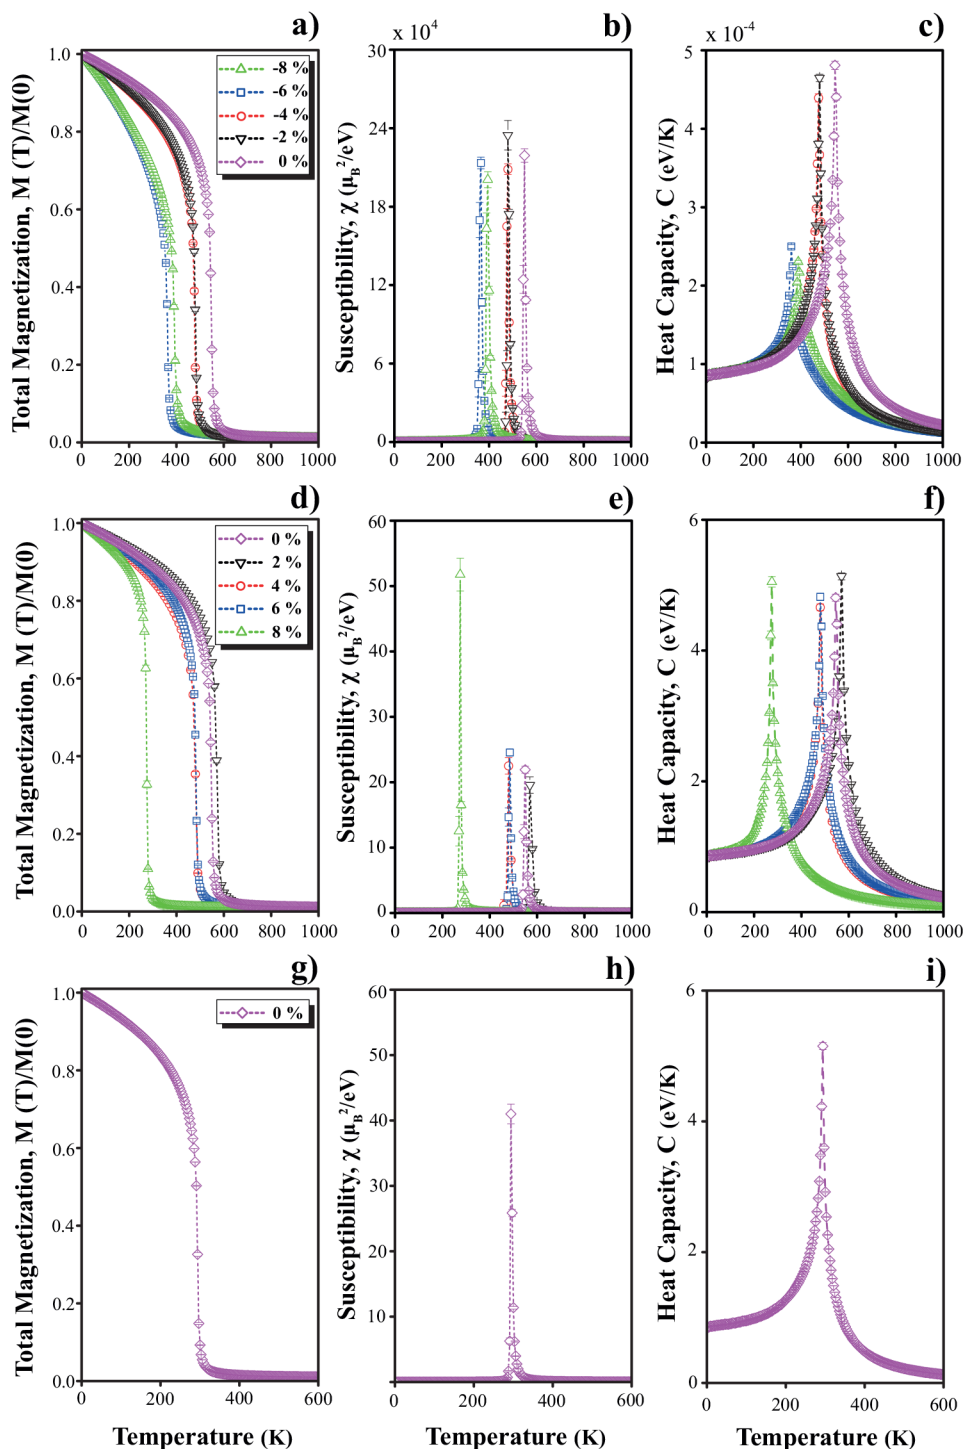 a)
b)
c)
x 10⁴
x 10⁻⁴
Total Magnetization, M (T)/M(0)
1.0
0.8
0.6
0.4
0.2
0.0
0 200 400 600 800 1000
-8 %
-6 %
-4 %
-2 %
0 %
Susceptibility, χ (μB²/eV)
30
24
18
12
6
0
0 200 400 600 800 1000
Heat Capacity, C (eV/K)
5
4
3
2
1
0
0 200 400 600 800 1000
d)
e)
f)
Total Magnetization, M (T)/M(0)
1.0
0.8
0.6
0.4
0.2
0.0
0 200 400 600 800 1000
0 %
2 %
4 %
6 %
8 %
Susceptibility, χ (μB²/eV)
60
50
40
30
20
10
0
0 200 400 600 800 1000
Heat Capacity, C (eV/K)
6
4
2
0
0 200 400 600 800 1000
g)
h)
i)
Total Magnetization, M (T)/M(0)
1.0
0.8
0.6
0.4
0.2
0.0
0 200 400 600
0 %
Susceptibility, χ (μB²/eV)
60
50
40
30
20
10
0 200 400 600
Heat Capacity, C (eV/K)
6
4
2
0
0 200 400 600
Temperature (K)
Temperature (K)
Temperature (K)